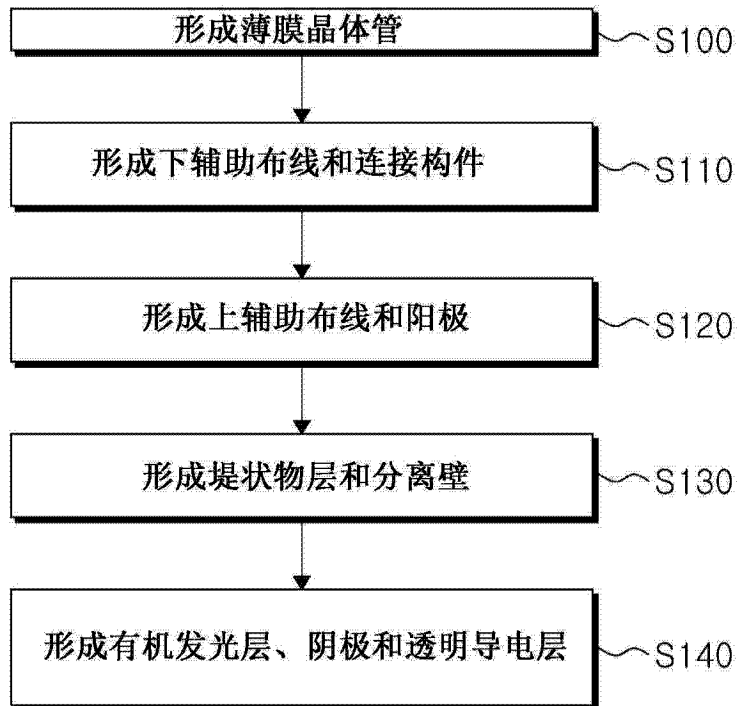 形成薄膜晶体管
S100
形成下辅助布线和连接构件
S110
形成上辅助布线和阳极
S120
形成堤状物层和分离壁
S130
形成有机发光层、阴极和透明导电层
S140